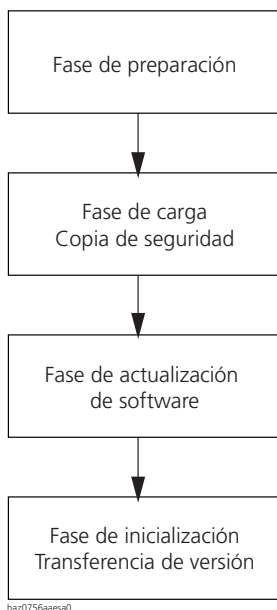 Fase de preparación
Fase de carga
Copia de seguridad
Fase de actualización
de software
Fase de inicialización
Transferencia de versión
haz0756aaesa0